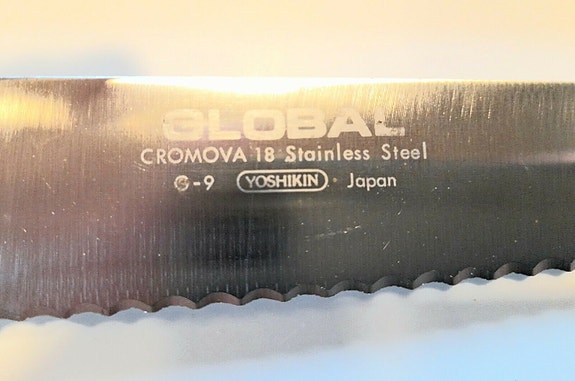 GLOBAL
CROMOVA 18 Stainless Steel
G-9 YOSHIKIN Japan